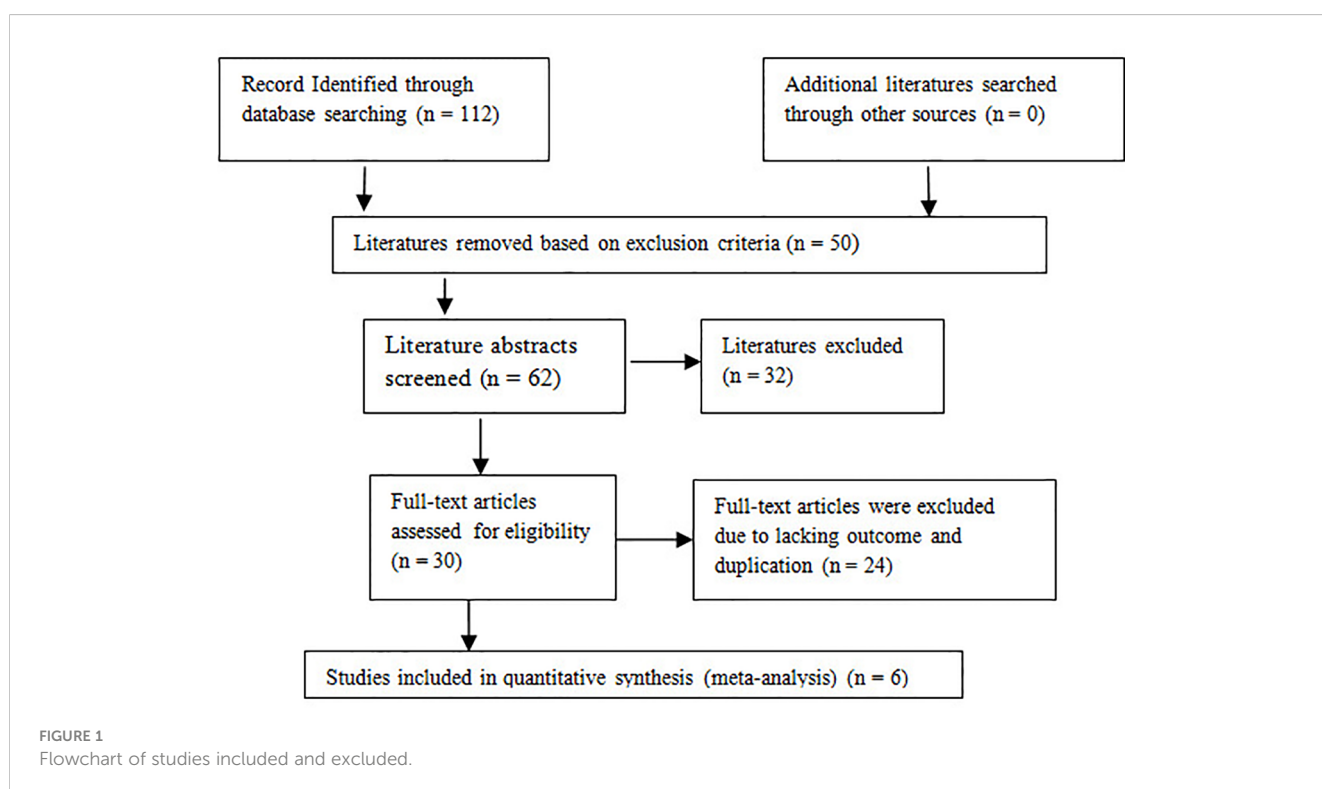 Record Identified through
database searching (n = 112)
Additional literatures searched
through other sources (n = 0)
Literatures removed based on exclusion criteria (n = 50)
Literature abstracts
screened (n = 62)
Literatures excluded
(n = 32)
Full-text articles
assessed for eligibility
(n = 30)
Full-text articles were excluded
due to lacking outcome and
duplication (n = 24)
Studies included in quantitative synthesis (meta-analysis) (n = 6)
FIGURE 1
Flowchart of studies included and excluded.